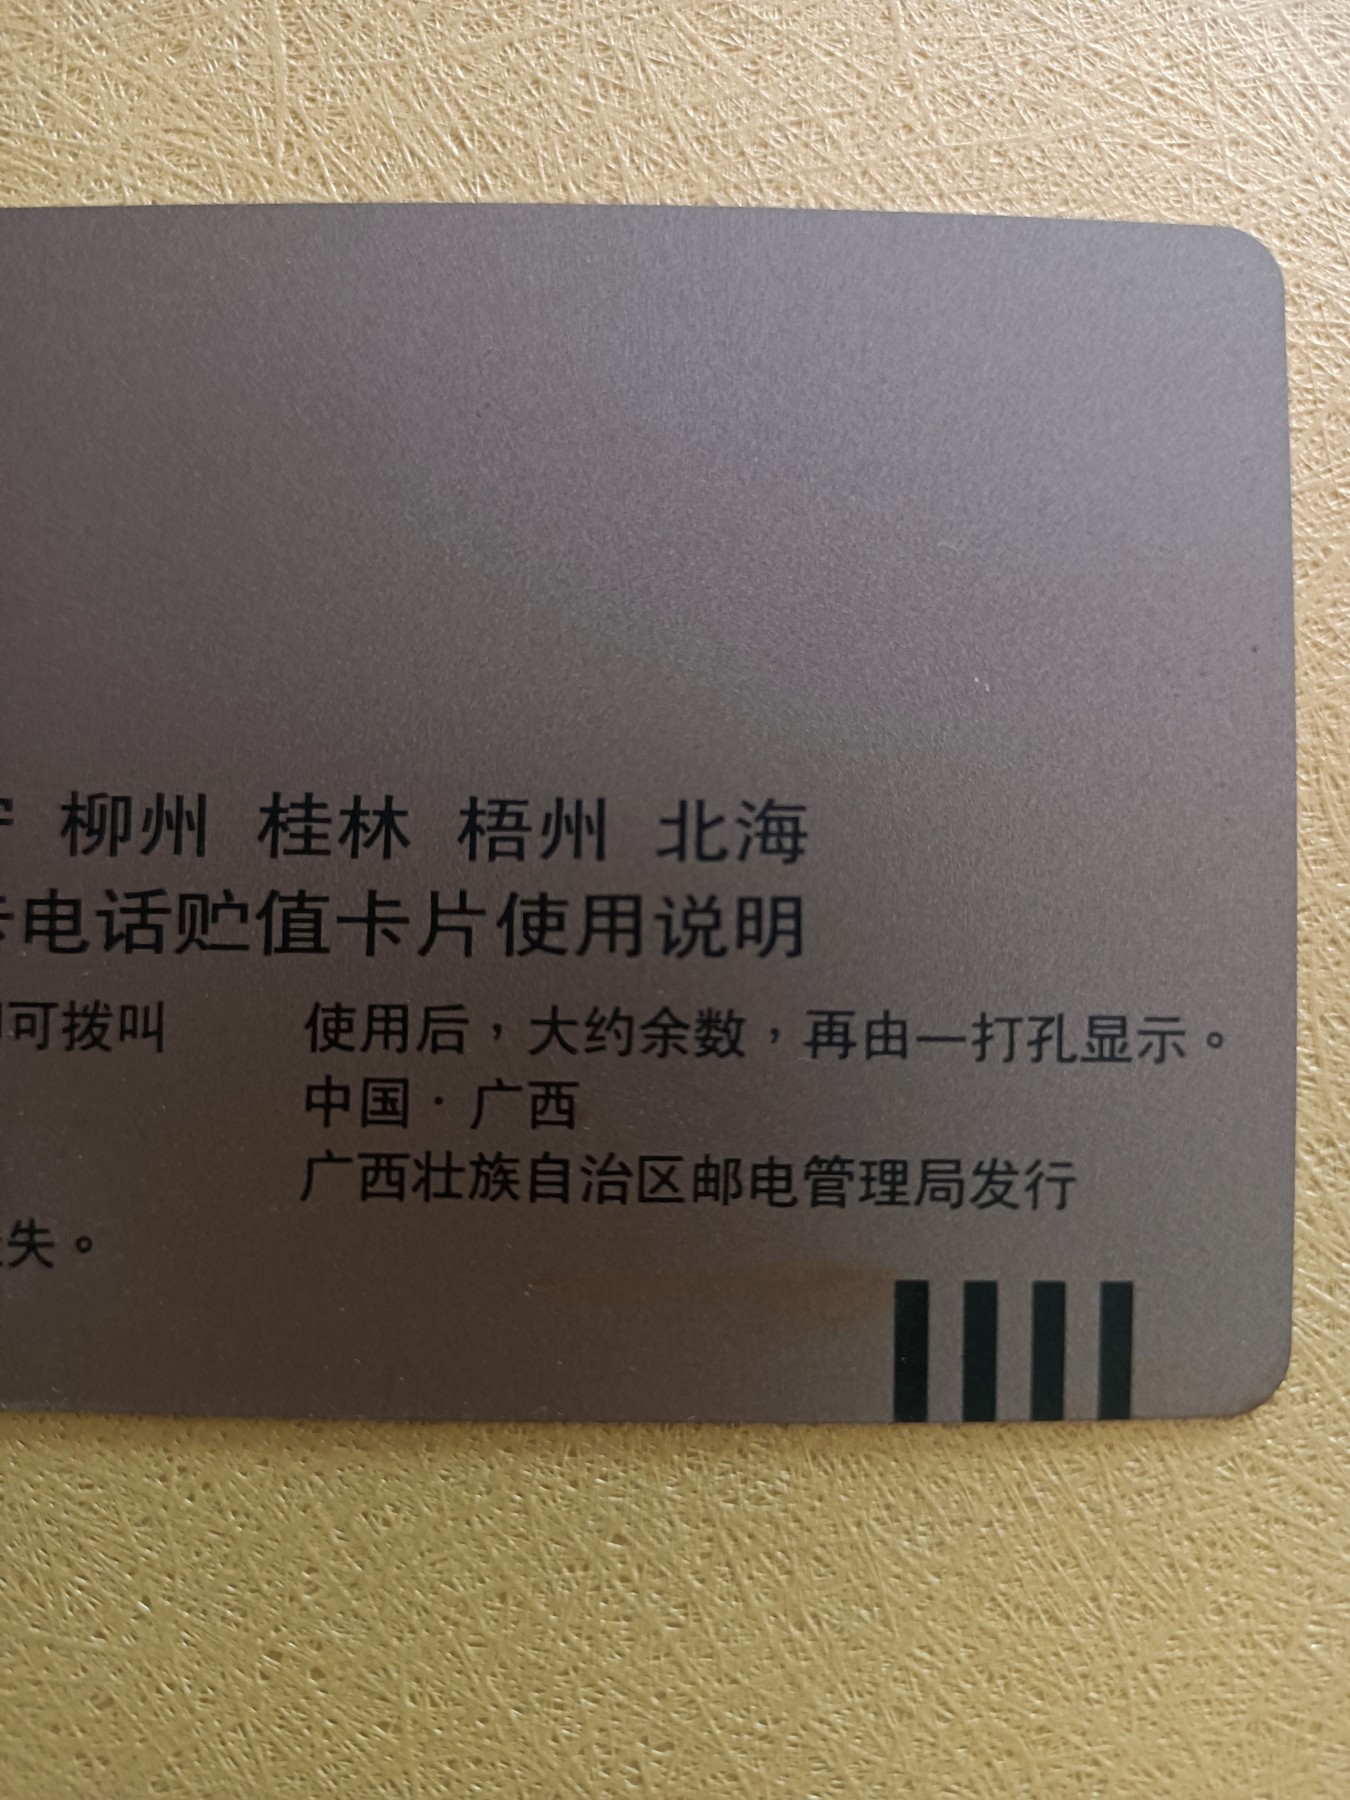 柳州 桂林 梧州 北海
电话贮值卡片使用说明
可拨叫
使用后，大约余数，再由一打孔显示。
中国·广西
广西壮族自治区邮电管理局发行
失。